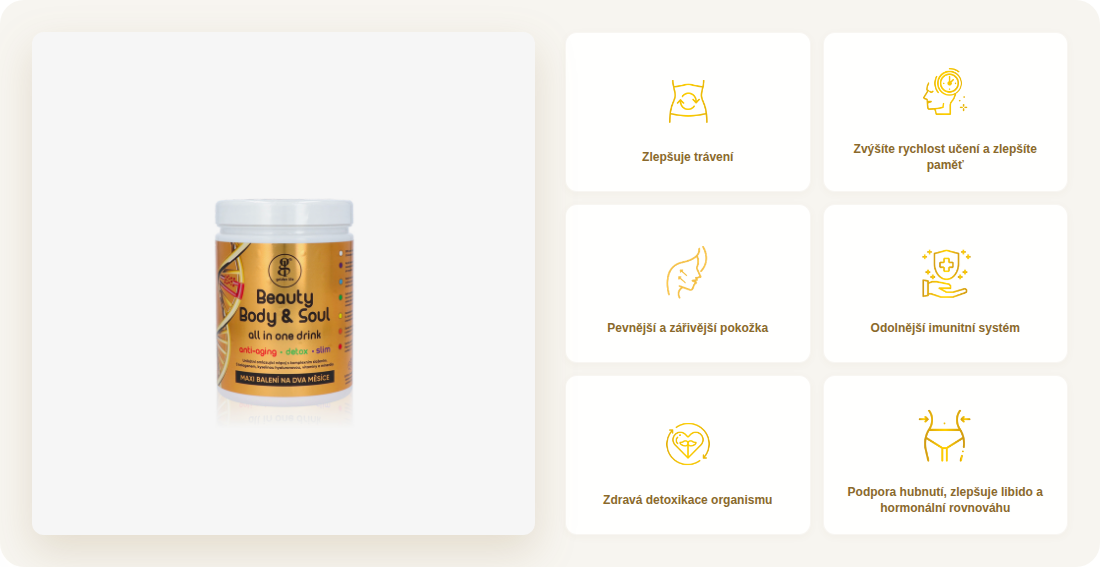 Beauty
Body & Soul
all in one drink
anti-aging • detox • slim
MAXI BALENÍ NA DVA MĚSÍCE
Zlepšuje trávení
Zvýšíte rychlost učení a zlepšíte
paměť
Pevnější a zářivější pokožka
Odolnější imunitní systém
Zdravá detoxikace organismu
Podpora hubnutí, zlepšuje libido a
hormonální rovnováhu